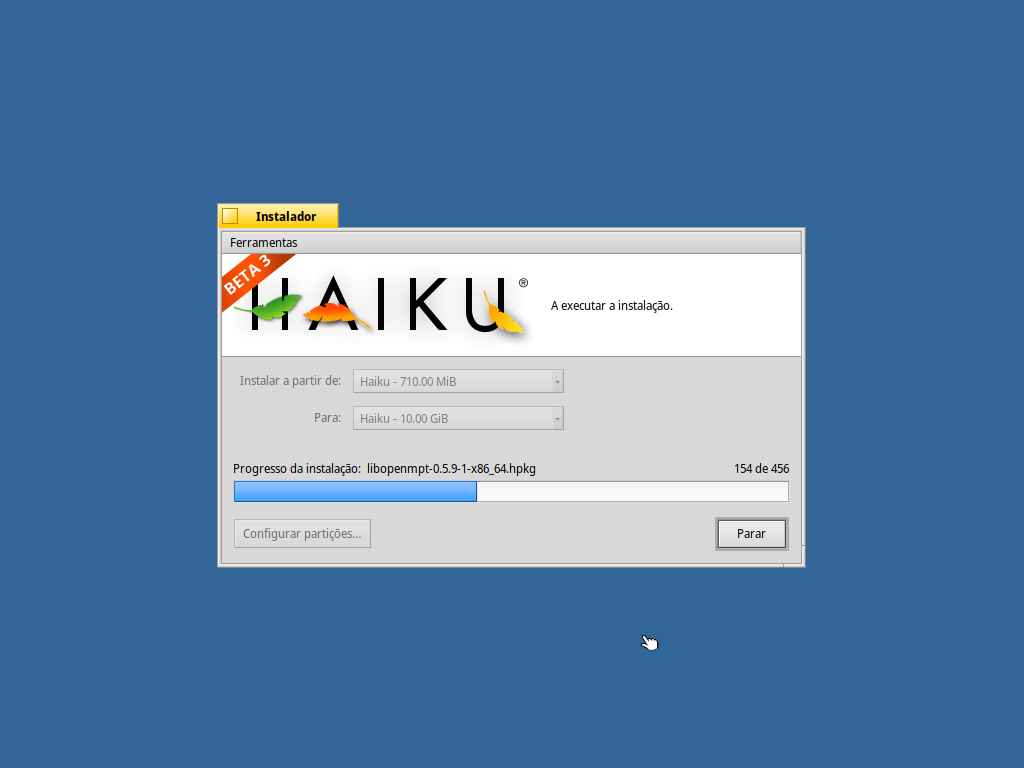 Instalador
Ferramentas
BETA 3
HAIKU®
A executar a instalação.
Instalar a partir de: Haiku - 710.00 MiB
Para: Haiku - 10.00 GiB
Progresso da instalação: libopenmpt-0.5.9-1-x86_64.hpkg 154 de 456
Configurar partições... Parar